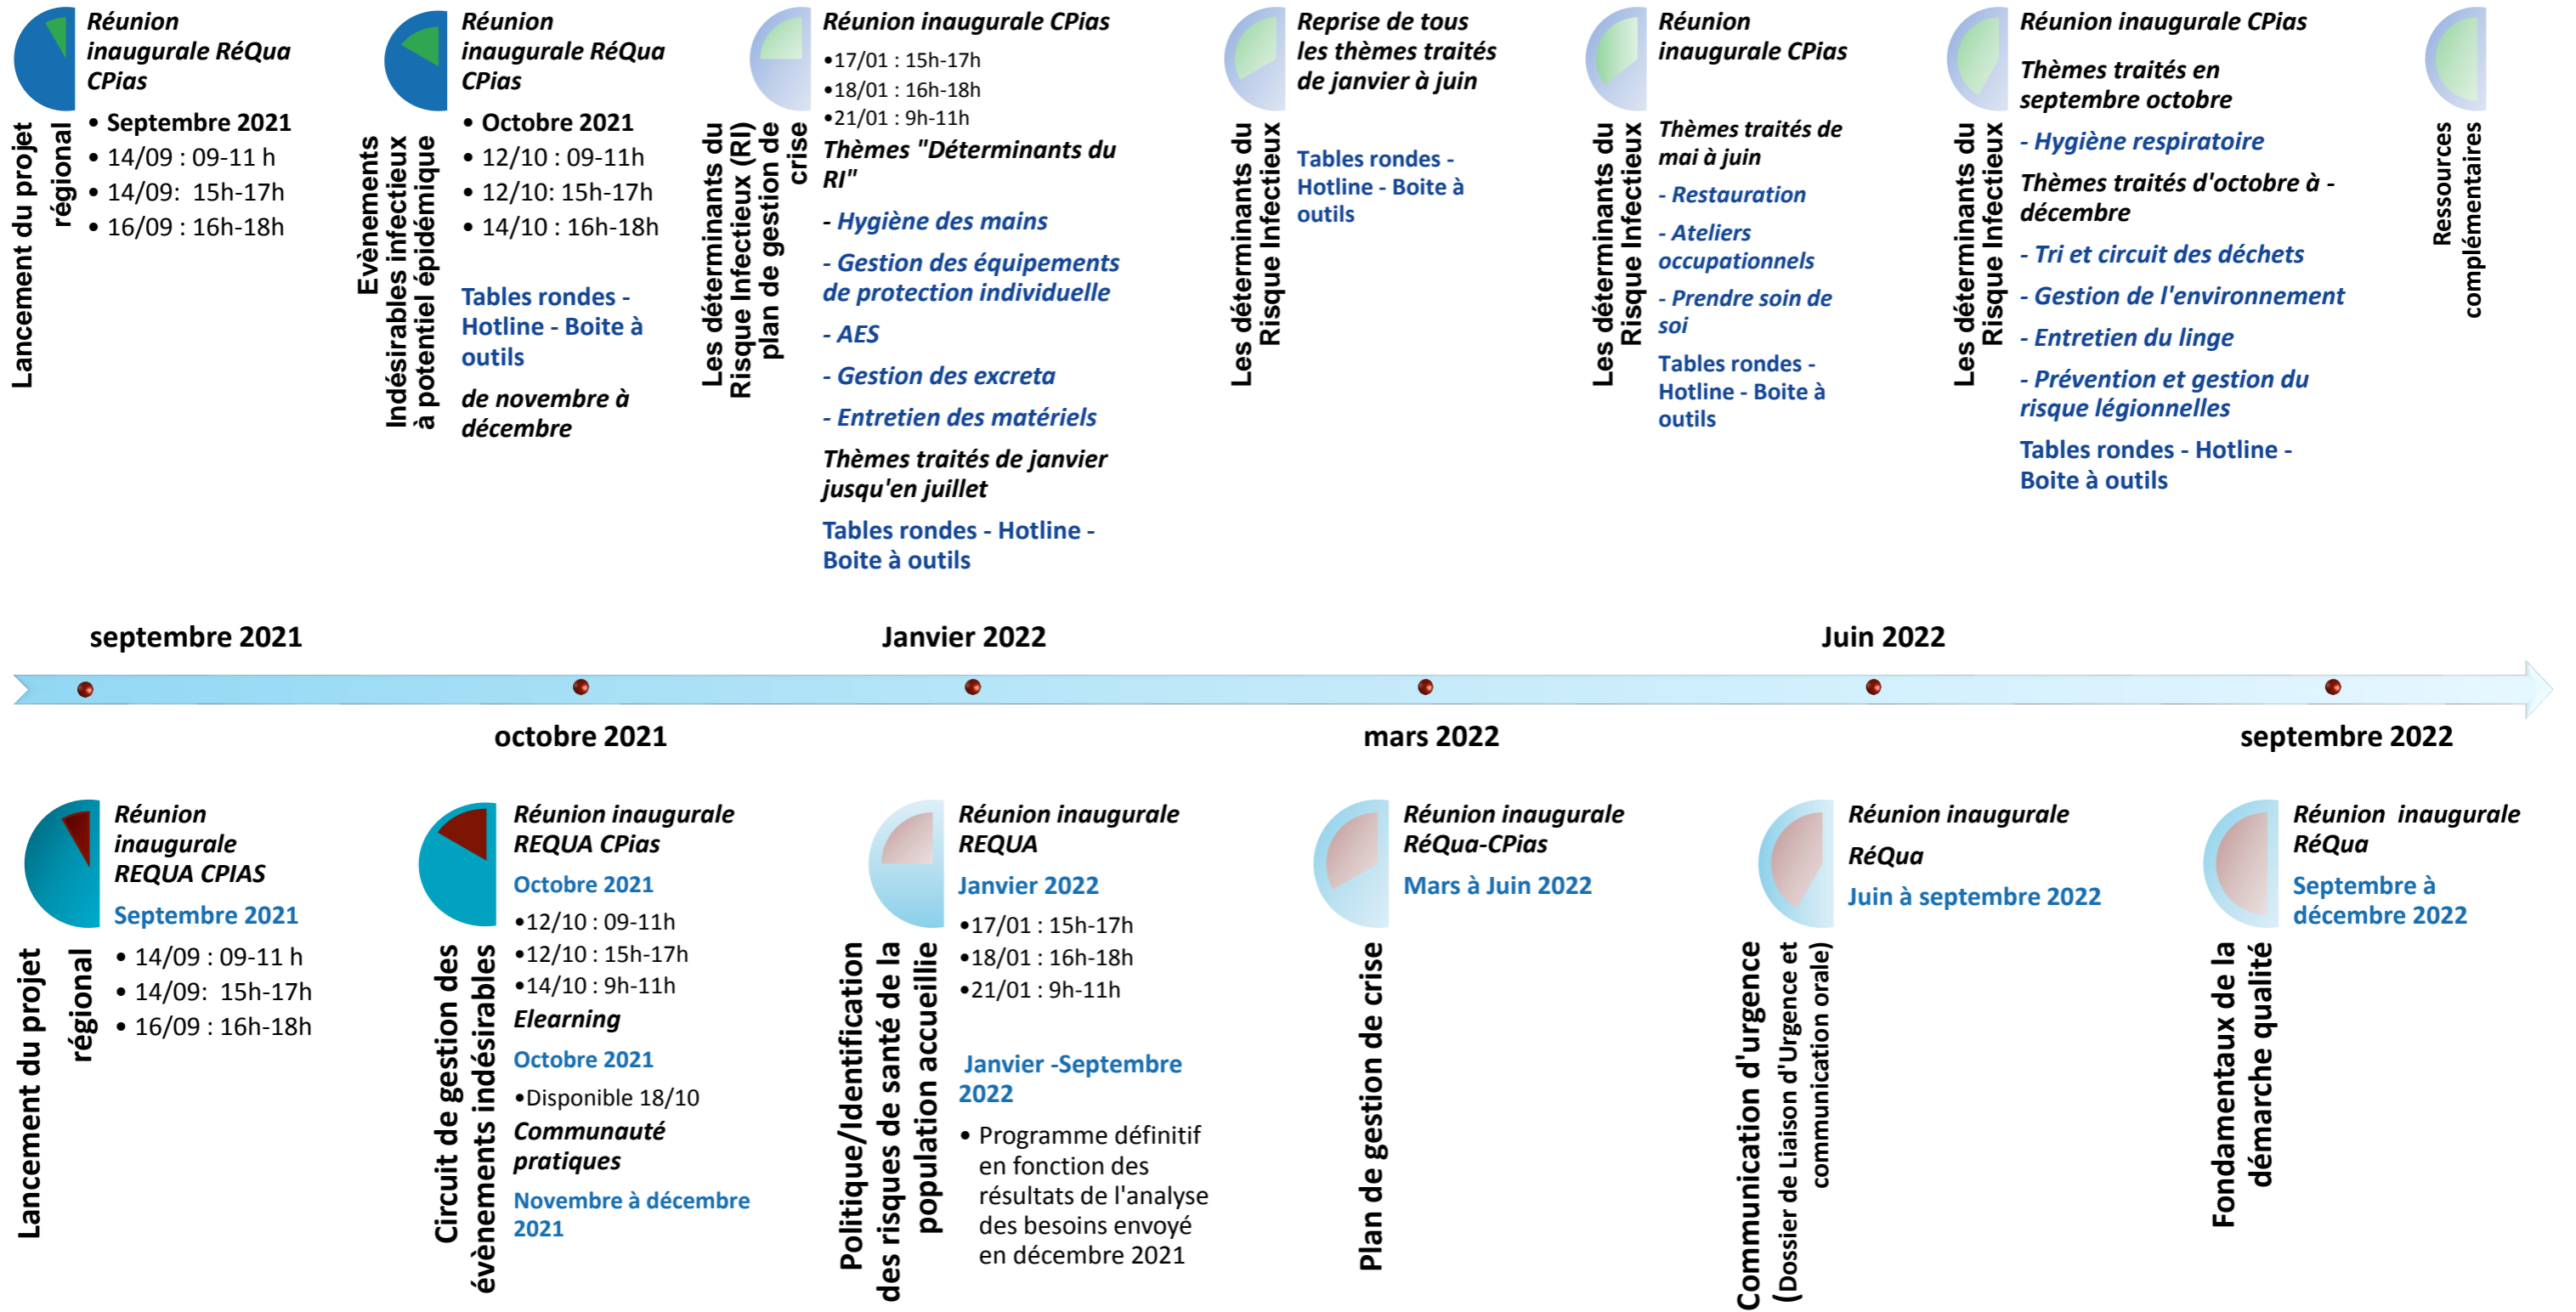 Lancement du projet
régional
Réunion
inaugurale RéQua
CPias
• Septembre 2021
• 14/09 : 09-11 h
• 14/09:  15h-17h
• 16/09 : 16h-18h
Evènements
Indésirables infectieux
à potentiel épidémique
Réunion
inaugurale RéQua
CPias
• Octobre 2021
• 12/10 : 09-11h
• 12/10: 15h-17h
• 14/10 : 16h-18h
Tables rondes -
Hotline - Boite à
outils
de novembre à
décembre
Les déterminants du
Risque Infectieux (RI)
plan de gestion de
crise
Réunion inaugurale CPias
•17/01 : 15h-17h
•18/01 : 16h-18h
•21/01 : 9h-11h
Thèmes "Déterminants du
RI"
- Hygiène des mains
- Gestion des équipements
de protection individuelle
- AES
- Gestion des excreta
- Entretien des matériels
Thèmes traités de janvier
jusqu'en juillet
Tables rondes - Hotline -
Boite à outils
Les déterminants du
Risque Infectieux
Reprise de tous
les thèmes traités
de janvier à juin
Tables rondes -
Hotline - Boite à
outils
Les déterminants du
Risque Infectieux
Réunion
inaugurale CPias
Thèmes traités de
mai à juin
- Restauration
- Ateliers
occupationnels
- Prendre soin de
soi
Tables rondes -
Hotline - Boite à
outils
Les déterminants du
Risque Infectieux
Réunion inaugurale CPias
Thèmes traités en
septembre octobre
- Hygiène respiratoire
Thèmes traités d'octobre à -
décembre
- Tri et circuit des déchets
- Gestion de l'environnement
- Entretien du linge
- Prévention et gestion du
risque légionnelles
Tables rondes - Hotline -
Boite à outils
Ressources
complémentaires
septembre 2021
Janvier 2022
Juin 2022
octobre 2021
mars 2022
septembre 2022
Lancement du projet
régional
Réunion
inaugurale
REQUA CPIAS
Septembre 2021
• 14/09 : 09-11 h
• 14/09:  15h-17h
• 16/09 : 16h-18h
Circuit de gestion des
évènements indésirables
Réunion inaugurale
REQUA CPias
Octobre 2021
•12/10 : 09-11h
•12/10 : 15h-17h
•14/10 : 9h-11h
Elearning
Octobre 2021
•Disponible 18/10
Communauté
pratiques
Novembre à décembre
2021
Politique/Identification
des risques de santé de la
population accueillie
Réunion inaugurale
REQUA
Janvier 2022
•17/01 : 15h-17h
•18/01 : 16h-18h
•21/01 : 9h-11h
Janvier -Septembre
2022
• Programme définitif
en fonction des
résultats de l'analyse
des besoins envoyé
en décembre 2021
Plan de gestion de crise
Réunion inaugurale
RéQua-CPias
Mars à Juin 2022
Communication d'urgence
(Dossier de Liaison d'Urgence et
communication orale)
Réunion inaugurale
RéQua
Juin à septembre 2022
Fondamentaux de la
démarche qualité
Réunion  inaugurale
RéQua
Septembre à
décembre 2022